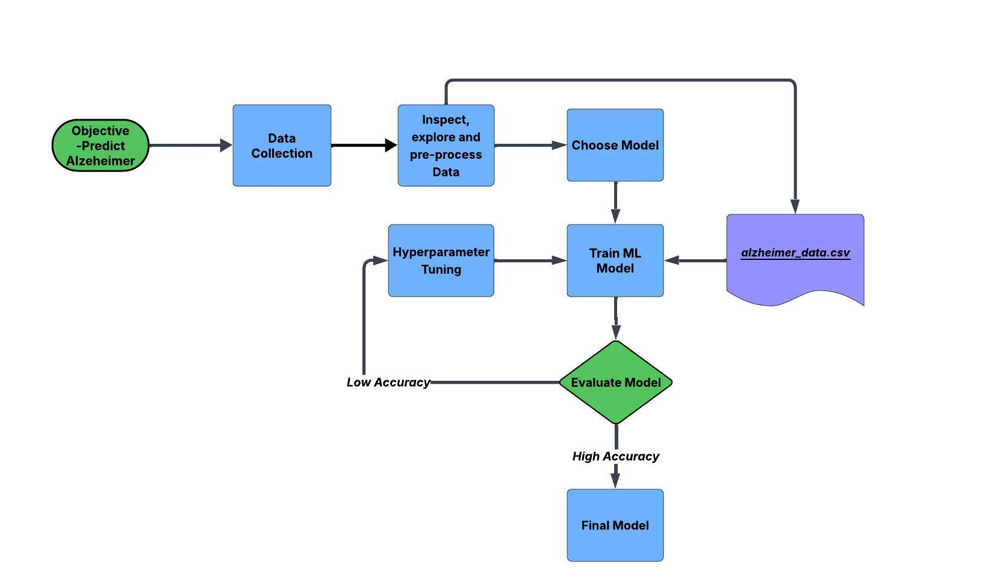 Objective
-Predict
Alzeheimer
Data
Collection
Inspect,
explore and
pre-process
Data
Choose Model
Hyperparameter
Tuning
Train ML
Model
alzheimer_data.csv
Low Accuracy
Evaluate Model
High Accuracy
Final Model